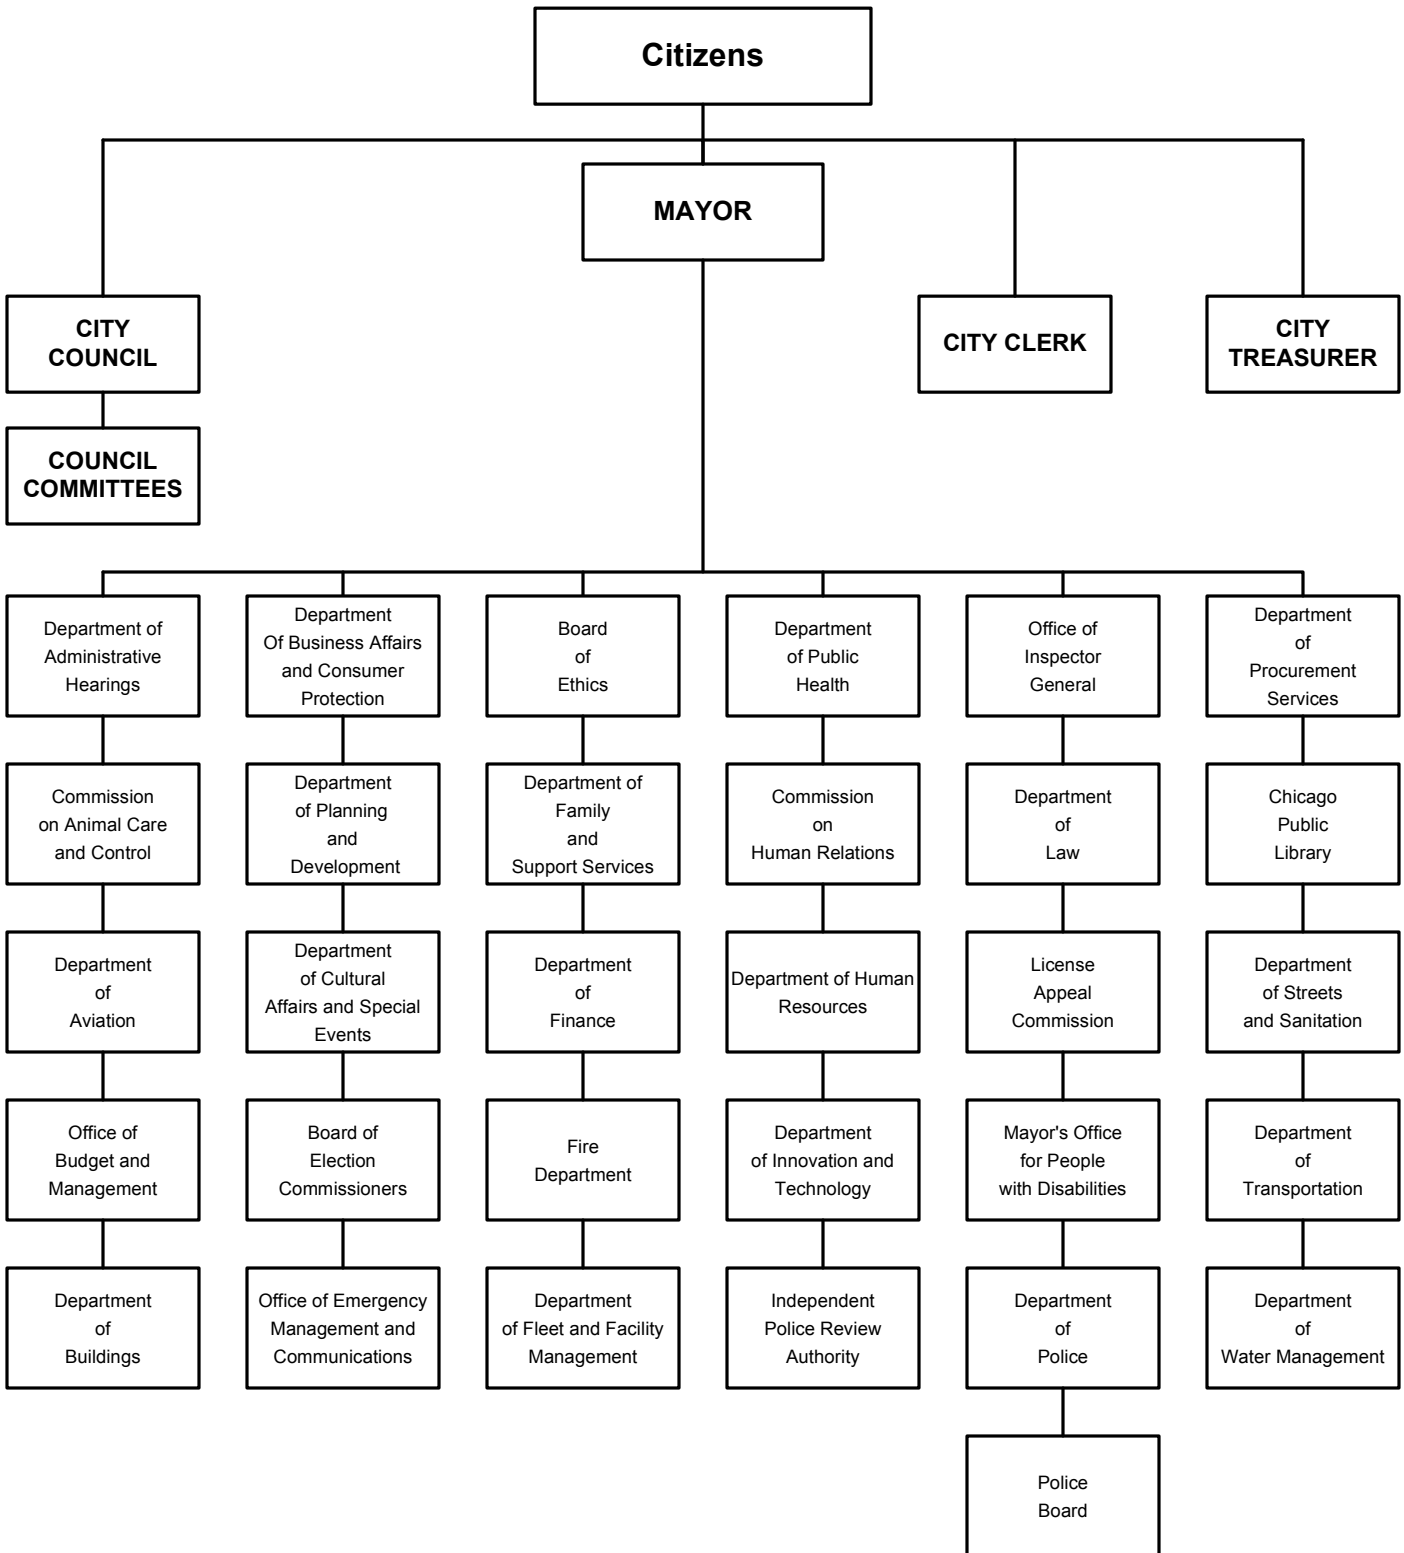 Citizens
MAYOR
CITY
COUNCIL
CITY CLERK
CITY
TREASURER
COUNCIL
COMMITTEES
Department of
Administrative
Hearings
Department
Of Business Affairs
and Consumer
Protection
Board
of
Ethics
Department
of Public
Health
Office of
Inspector
General
Department
of
Procurement
Services
Commission
on Animal Care
and Control
Department
of Planning
and
Development
Department of
Family
and
Support Services
Commission
on
Human Relations
Department
of
Law
Chicago
Public
Library
Department
of
Aviation
Department
of Cultural
Affairs and Special
Events
Department
of
Finance
Department of Human
Resources
License
Appeal
Commission
Department
of Streets
and Sanitation
Office of
Budget and
Management
Board of
Election
Commissioners
Fire
Department
Department
of Innovation and
Technology
Mayor's Office
for People
with Disabilities
Department
of
Transportation
Department
of
Buildings
Office of Emergency
Management and
Communications
Department
of Fleet and Facility
Management
Independent
Police Review
Authority
Department
of
Police
Department
of
Water Management
Police
Board